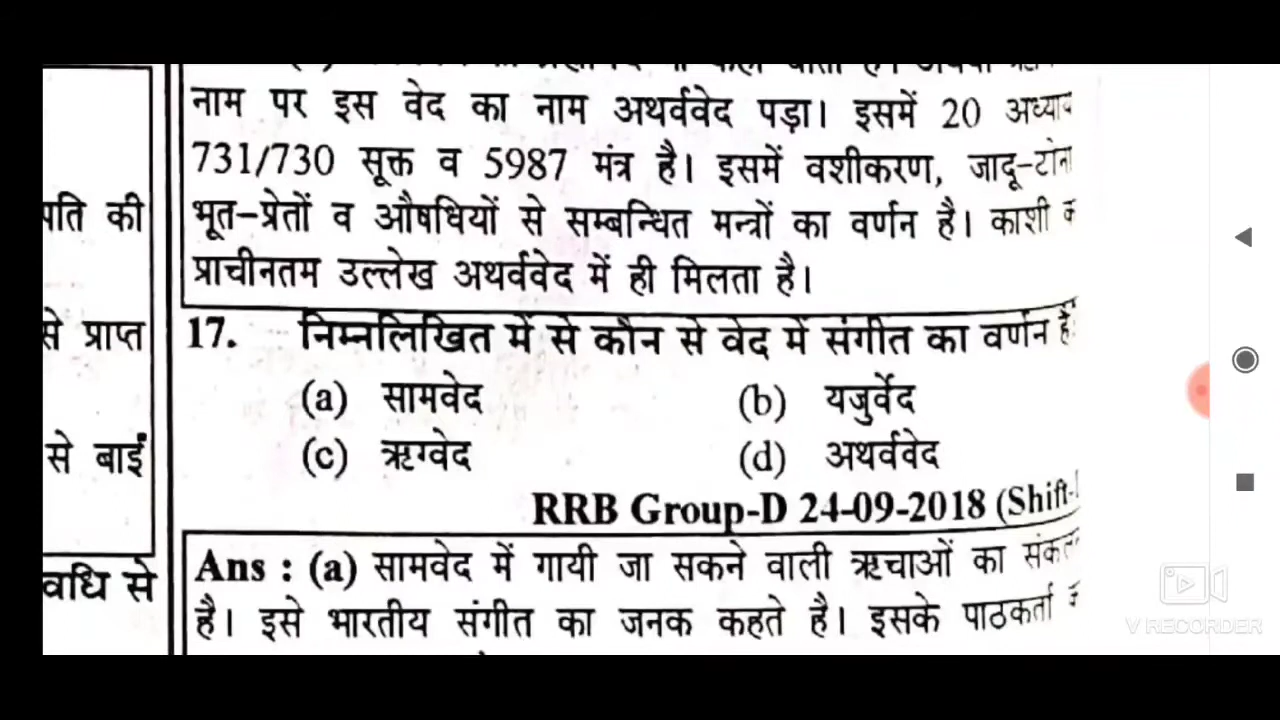 नाम पर इस वेद का नाम अथर्ववेद पड़ा। इसमें 20 अध्याय
731/730 सूक्त व 5987 मंत्र है। इसमें वशीकरण, जादू-टोना
पति की
भूत-प्रेतों व औषधियों से सम्बन्धित मन्त्रों का वर्णन है। काशी
प्राचीनतम उल्लेख अथर्ववेद में ही मिलता है।
से प्राप्त
17. निम्नलिखित में से कौन से वेद में संगीत का वर्णन है
(a) सामवेद (b) यजुर्वेद
से बाईं
(c) ऋग्वेद (d) अथर्ववेद
RRB Group-D 24-09-2018 (Shift-
वधि से
Ans : (a) सामवेद में गायी जा सकने वाली ऋचाओं का
है। इसे भारतीय संगीत का जनक कहते है। इसके पाठकर्ता
V RECORDER